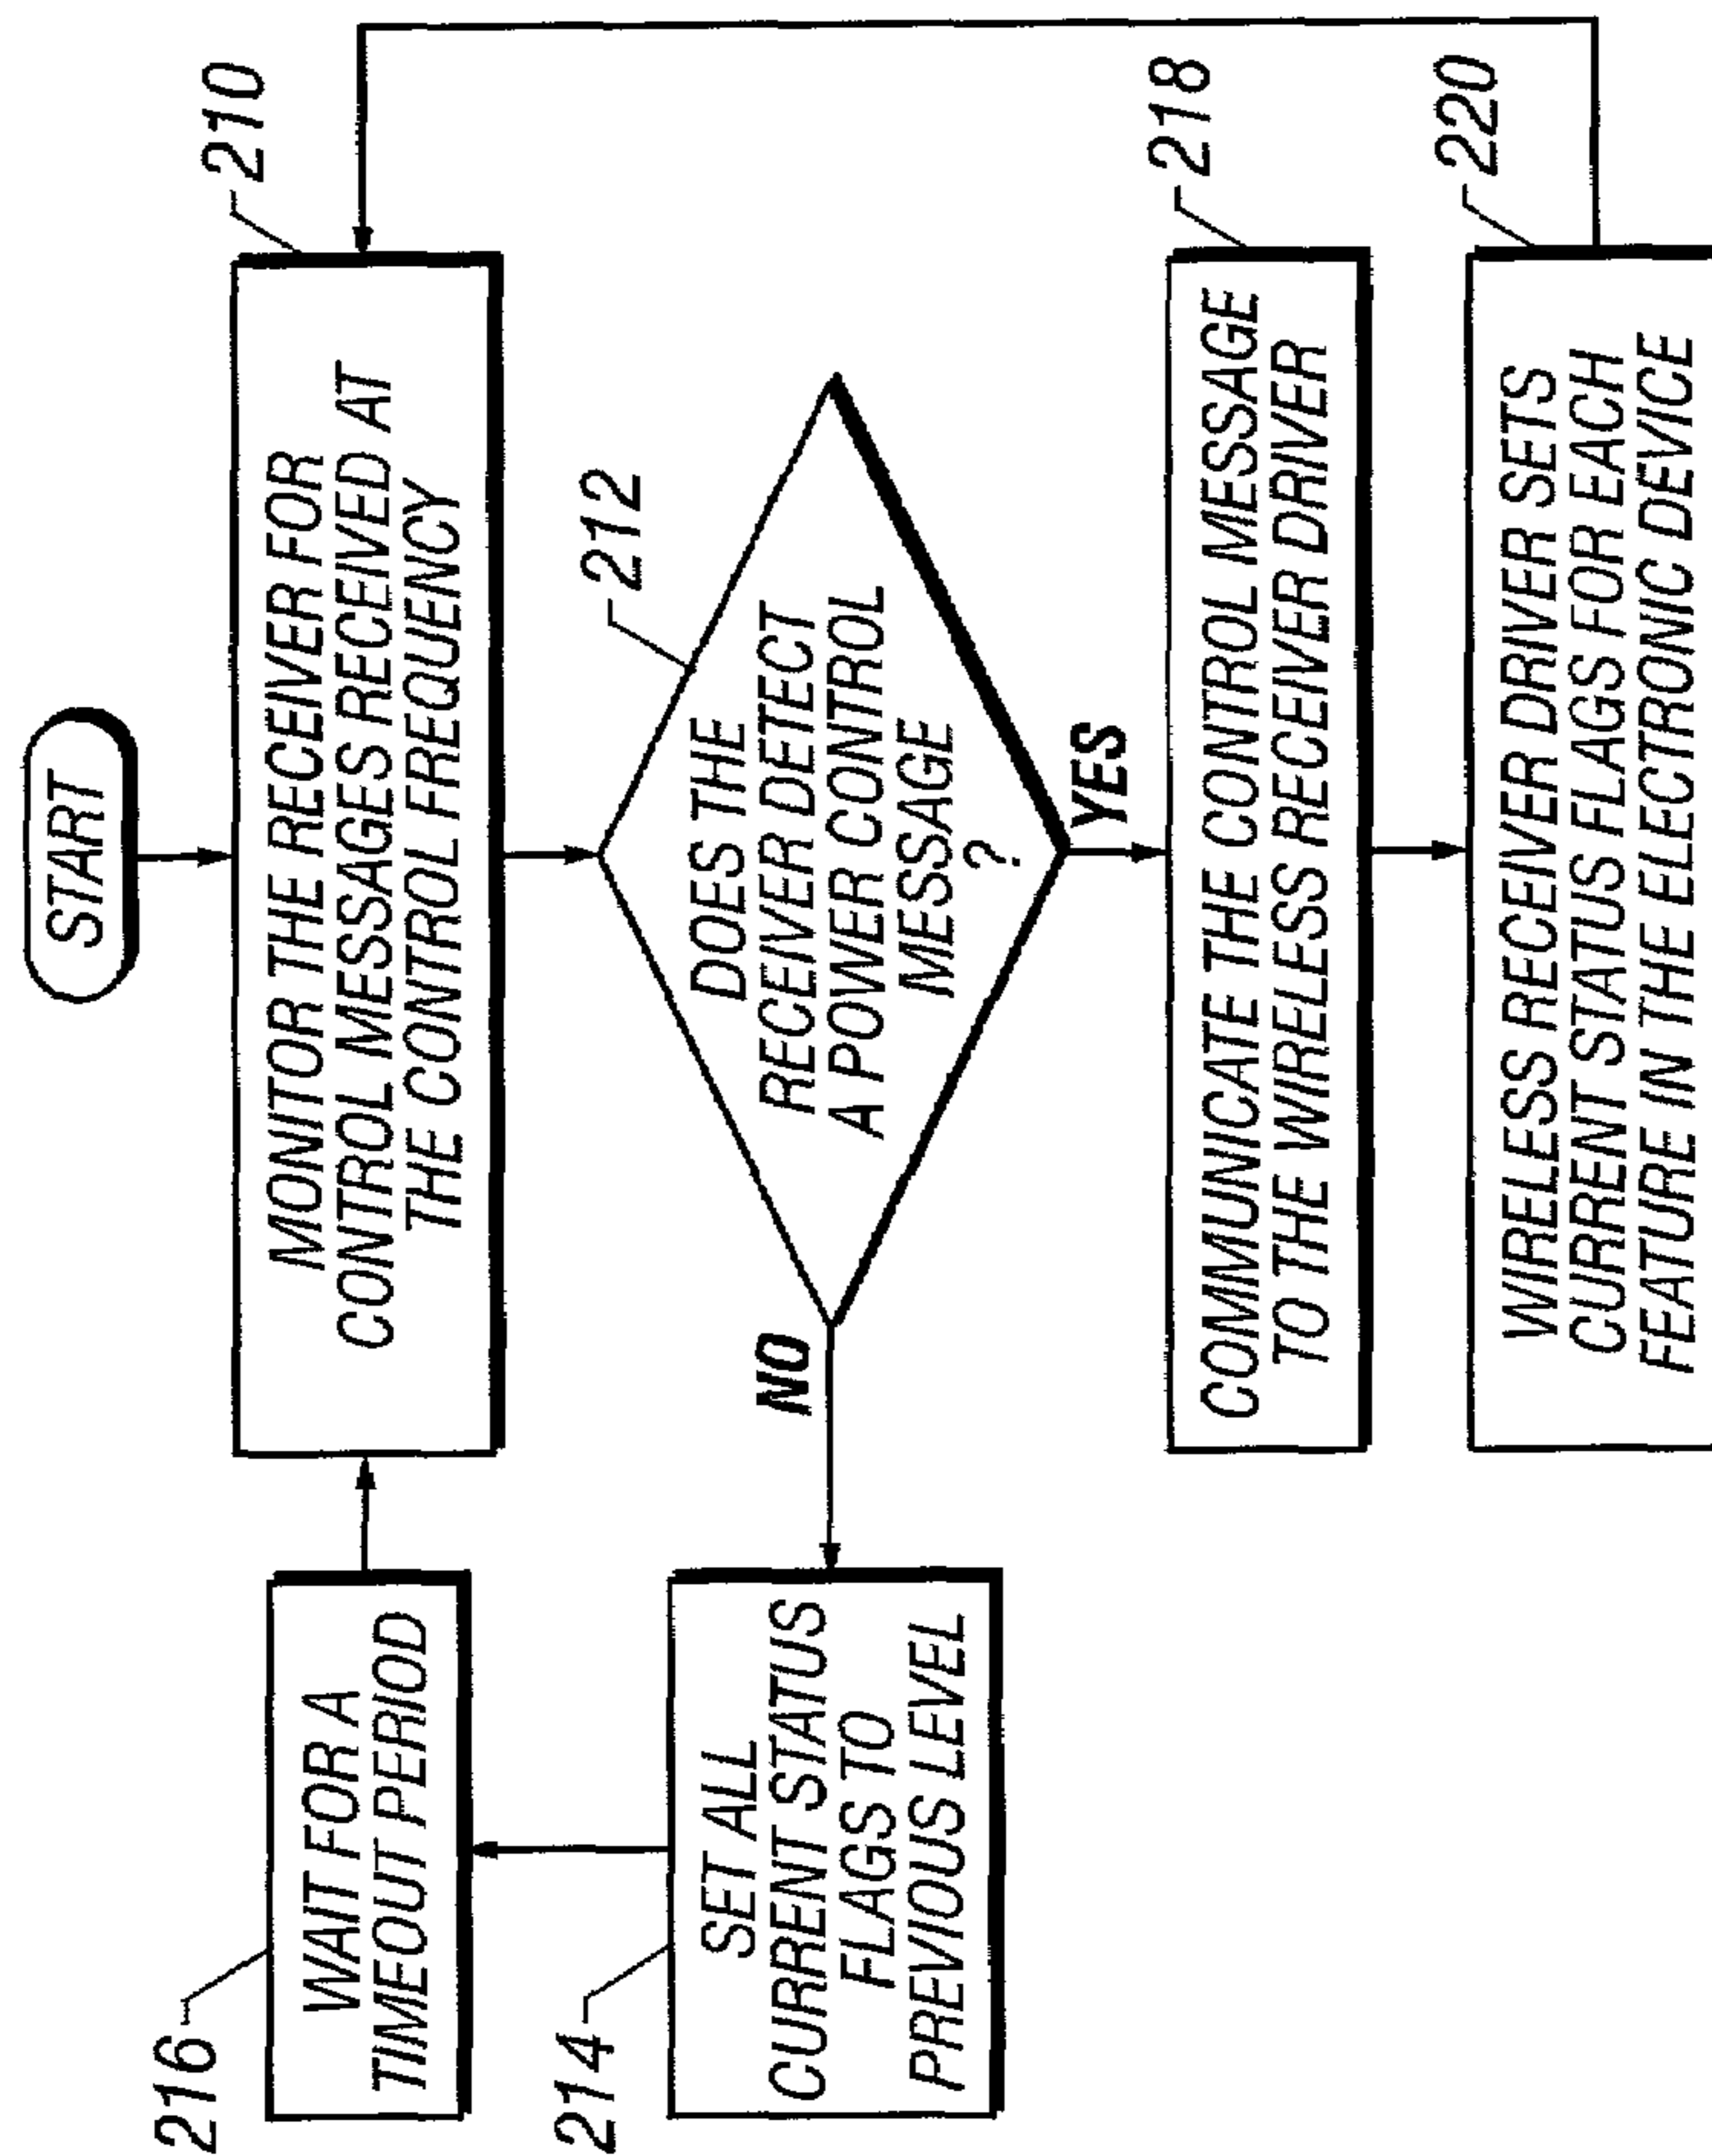 START
210
MONITOR THE RECEIVER FOR
CONTROL MESSAGES RECEIVED AT
THE CONTROL FREQUENCY
216
WAIT FOR A
TIMEOUT PERIOD
212
DOES THE
RECEIVER DETECT
A POWER CONTROL
MESSAGE
?
NO
YES
214
SET ALL
CURRENT STATUS
FLAGS TO
PREVIOUS LEVEL
218
COMMUNICATE THE CONTROL MESSAGE
TO THE WIRELESS RECEIVER DRIVER
220
WIRELESS RECEIVER DRIVER SETS
CURRENT STATUS FLAGS FOR EACH
FEATURE IN THE ELECTRONIC DEVICE